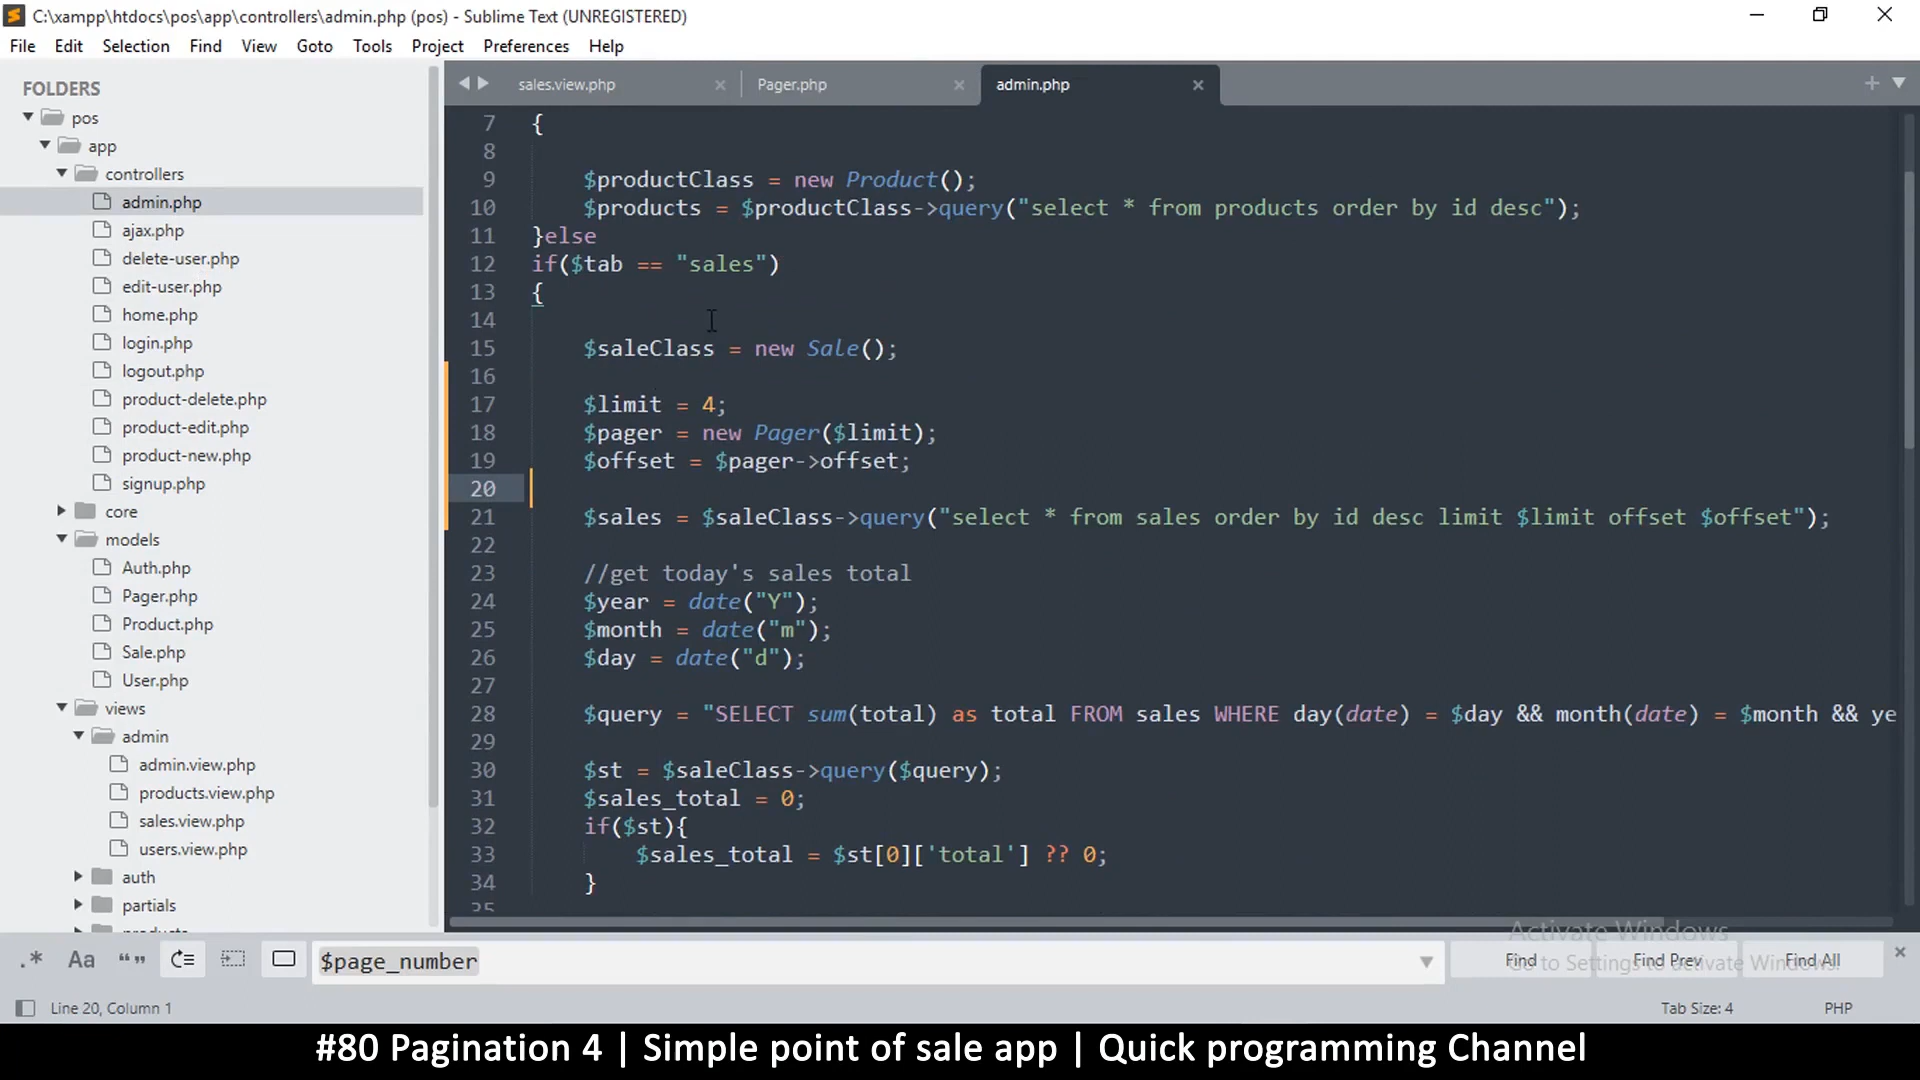 C:\xampp\htdocs\pos\app\controllers\admin.php (pos) - Sublime Text (UNREGISTERED)
File Edit Selection Find View Goto Tools Project Preferences Help
FOLDERS
pos
app
controllers
admin.php
ajax.php
delete-user.php
edit-user.php
home.php
login.php
logout.php
product-delete.php
product-edit.php
product-new.php
signup.php
core
models
Auth.php
Pager.php
Product.php
Sale.php
User.php
views
admin
admin.view.php
products.view.php
sales.view.php
users.view.php
auth
partials
sales.view.php Pager.php admin.php
7 {
8
9 $productClass = new Product();
10 $products = $productClass->query("select * from products order by id desc");
11 }else
12 if($tab == "sales")
13 {
14
15 $saleClass = new Sale();
16
17 $limit = 4;
18 $pager = new Pager($limit);
19 $offset = $pager->offset;
20
21 $sales = $saleClass->query("select * from sales order by id desc limit $limit offset $offset");
22
23 //get today's sales total
24 $year = date("Y");
25 $month = date("m");
26 $day = date("d");
27
28 $query = "SELECT sum(total) as total FROM sales WHERE day(date) = $day && month(date) = $month && ye
29
30 $st = $saleClass->query($query);
31 $sales_total = 0;
32 if($st){
33 $sales_total = $st[0]['total'] ?? 0;
34 }
35
Activate Windows
Go to Settings to activate Windows.
.* Aa “” $page_number Find Find Prev Find All
Line 20, Column 1 Tab Size: 4 PHP
#80 Pagination 4 | Simple point of sale app | Quick programming Channel